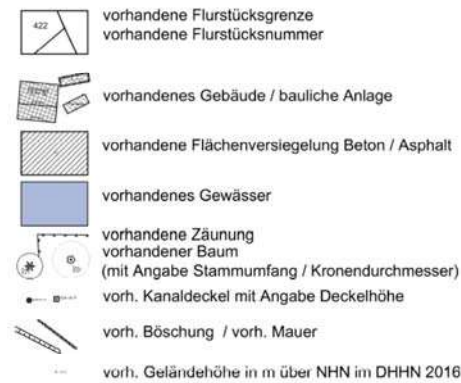 422
vorhandene Flurstücksgrenze
vorhandene Flurstücksnummer
vorhandenes Gebäude / bauliche Anlage
vorhandene Flächenversiegelung Beton / Asphalt
vorhandenes Gewässer
vorhandene Zäunung
vorhandener Baum
(mit Angabe Stammumfang / Kronendurchmesser)
vorh. Kanaldeckel mit Angabe Deckelhöhe
vorh. Böschung / vorh. Mauer
vorh. Geländehöhe in m über NHN im DHHN 2016